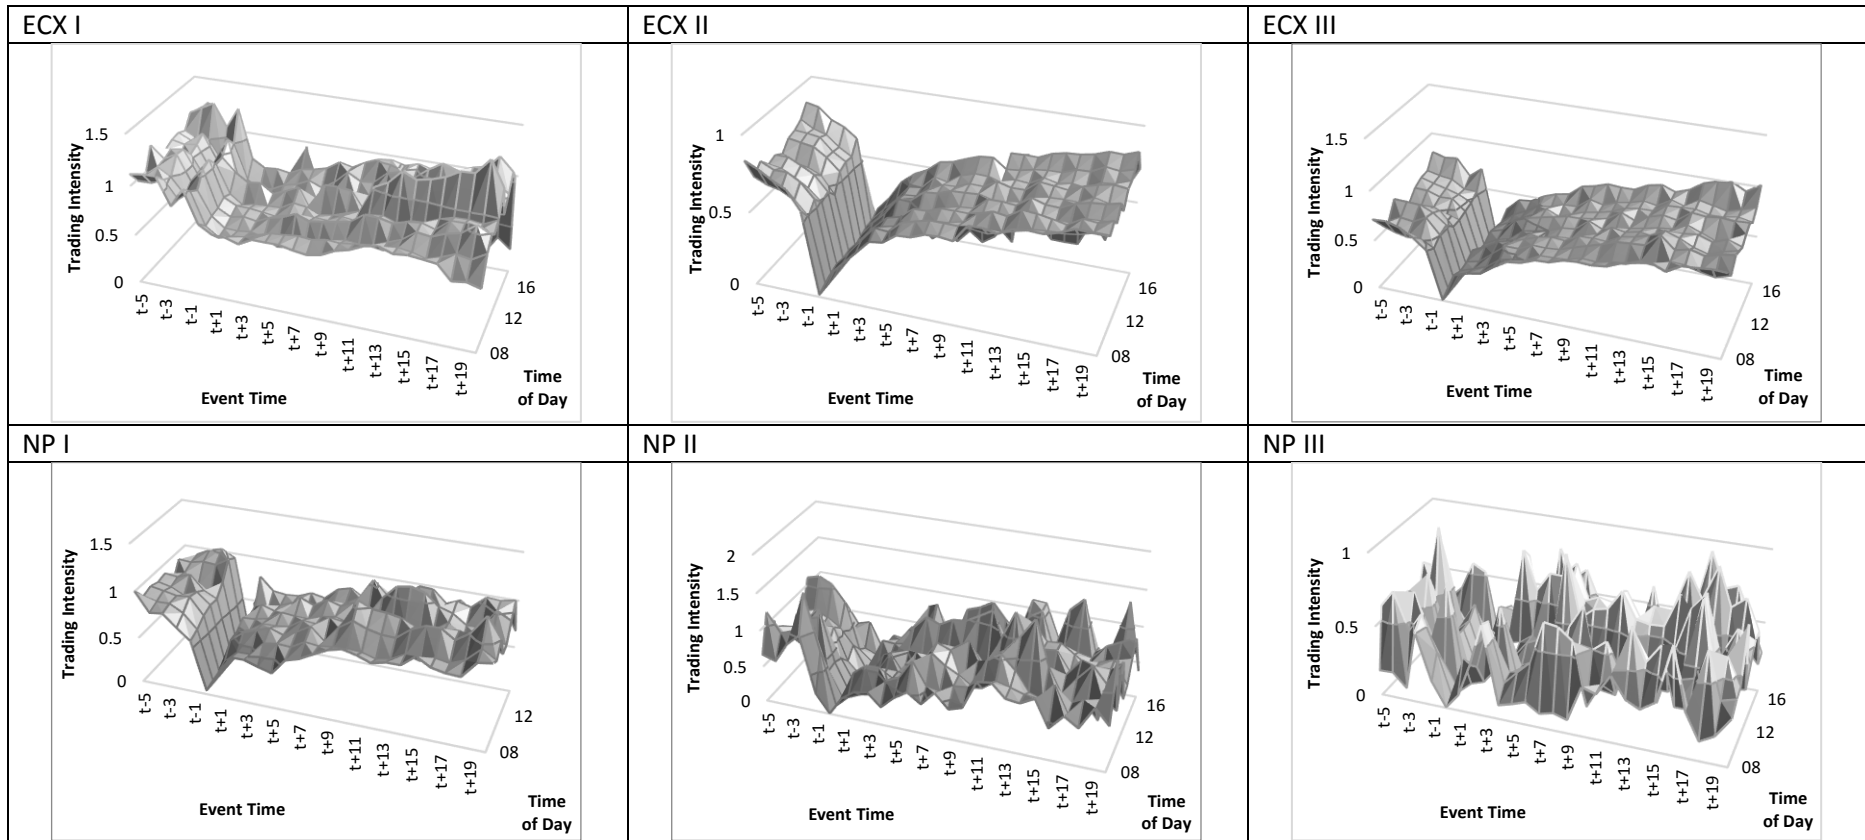 ECX I
ECX II
ECX III
Trading Intensity
1.5
1
0.5
0
t-5
t-3
t-1
t+1
t+3
t+5
t+7
t+9
t+11
t+13
t+15
t+17
t+19
16
12
08
Event Time
Time
of Day
Trading Intensity
1
0.5
0
t-5
t-3
t-1
t+1
t+3
t+5
t+7
t+9
t+11
t+13
t+15
t+17
t+19
16
12
08
Event Time
Time
of Day
Trading Intensity
1.5
1
0.5
0
t-5
t-3
t-1
t+1
t+3
t+5
t+7
t+9
t+11
t+13
t+15
t+17
t+19
16
12
08
Event Time
Time
of Day
NP I
NP II
NP III
Trading Intensity
1.5
1
0.5
0
t-5
t-3
t-1
t+1
t+3
t+5
t+7
t+9
t+11
t+13
t+15
t+17
t+19
12
08
Event Time
Time
of Day
Trading Intensity
2
1.5
1
0.5
0
t-5
t-3
t-1
t+1
t+3
t+5
t+7
t+9
t+11
t+13
t+15
t+17
t+19
16
12
08
Event Time
Time
of Day
Trading Intensity
1
0.5
0
t-5
t-3
t-1
t+1
t+3
t+5
t+7
t+9
t+11
t+13
t+15
t+17
t+19
16
12
08
Event Time
Time
of Day